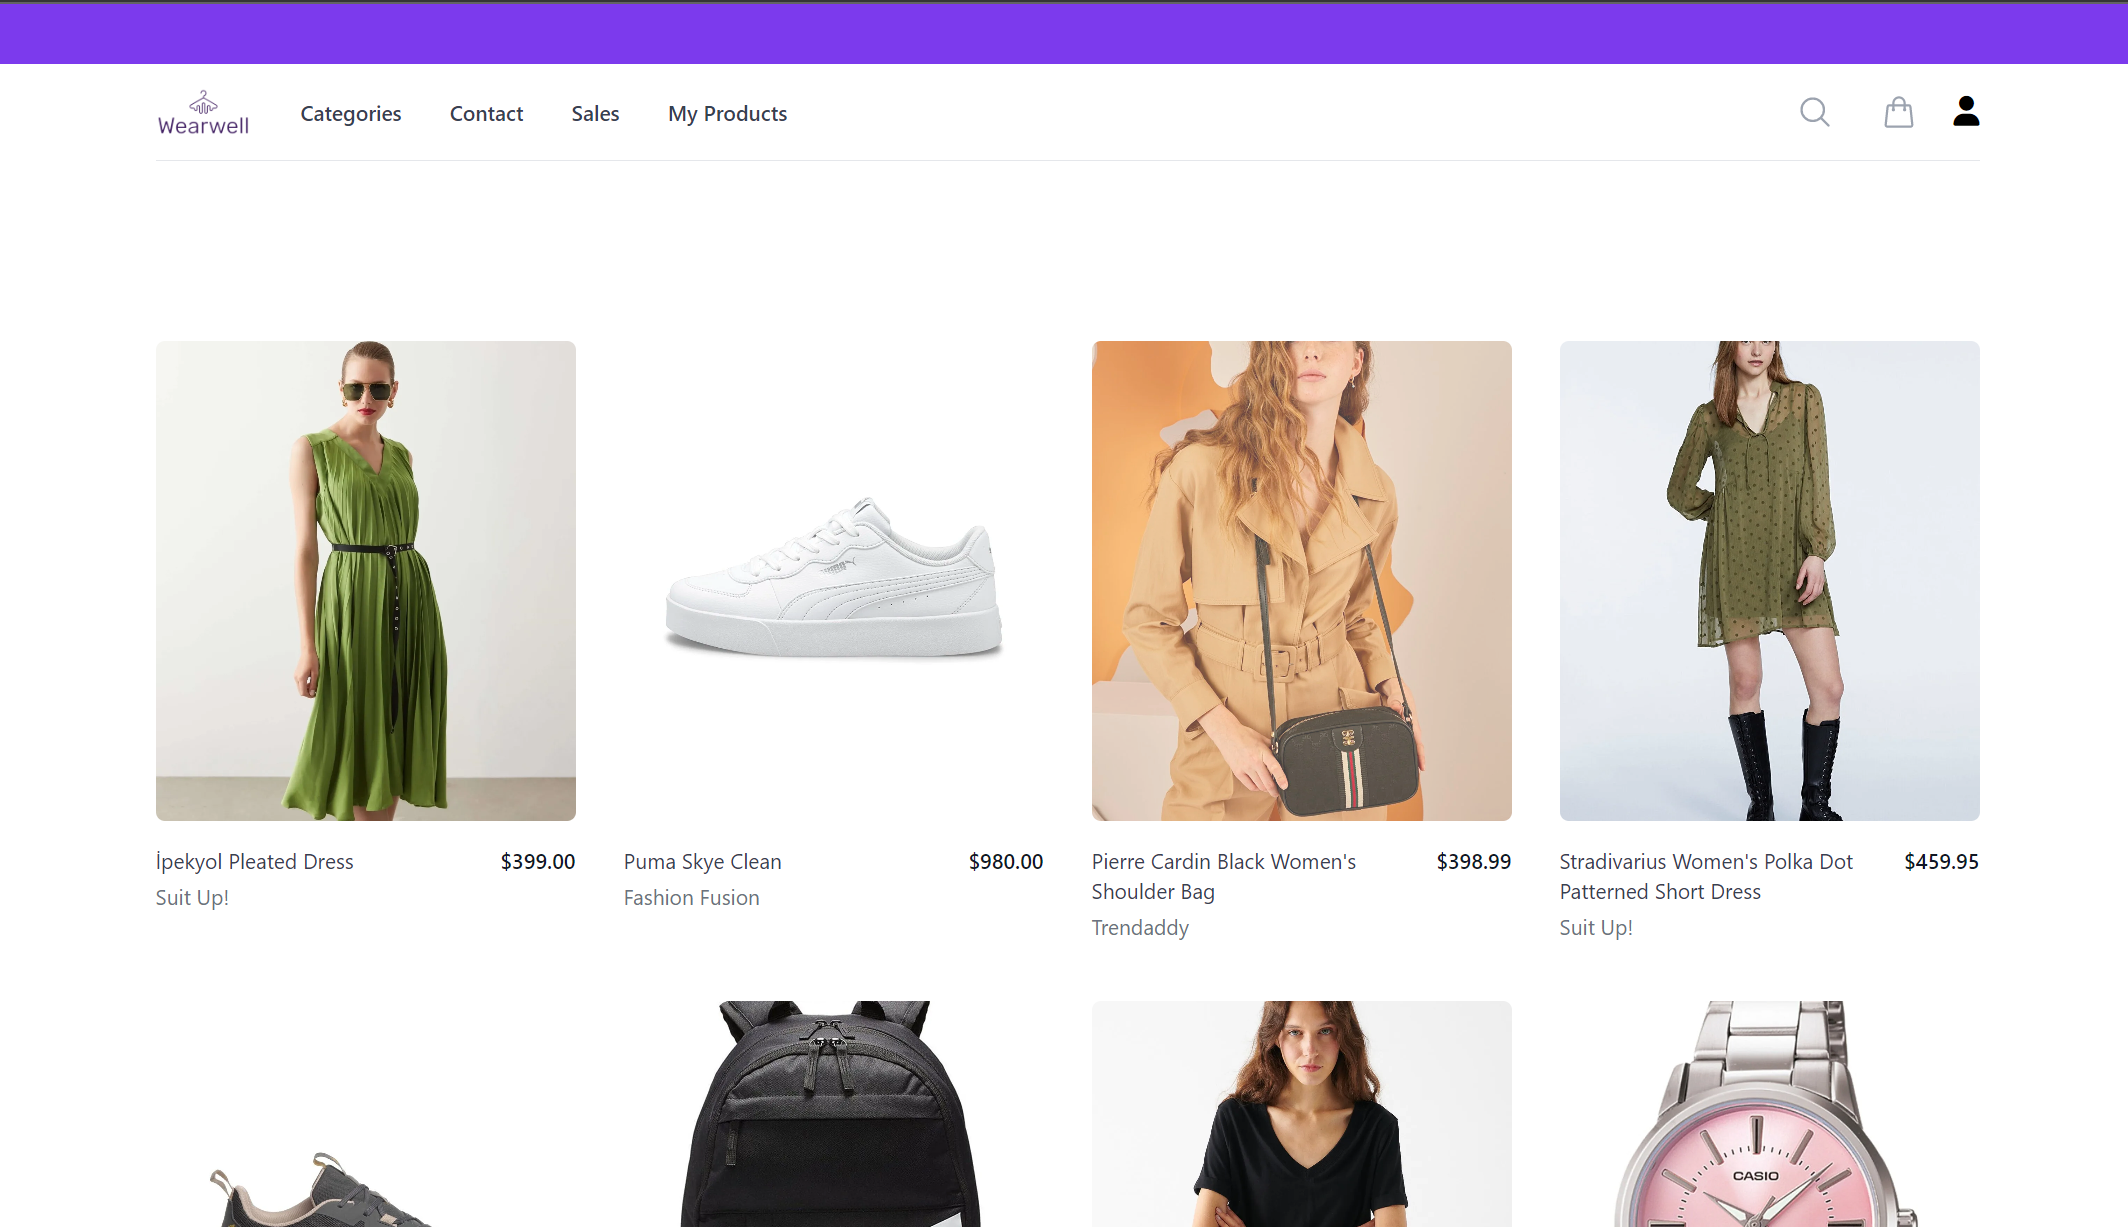 Wearwell
Categories
Contact
Sales
My Products
İpekyol Pleated Dress
$399.00
Suit Up!
Puma Skye Clean
$980.00
Fashion Fusion
Pierre Cardin Black Women's
Shoulder Bag
$398.99
Trendaddy
Stradivarius Women's Polka Dot
Patterned Short Dress
$459.95
Suit Up!
CASIO